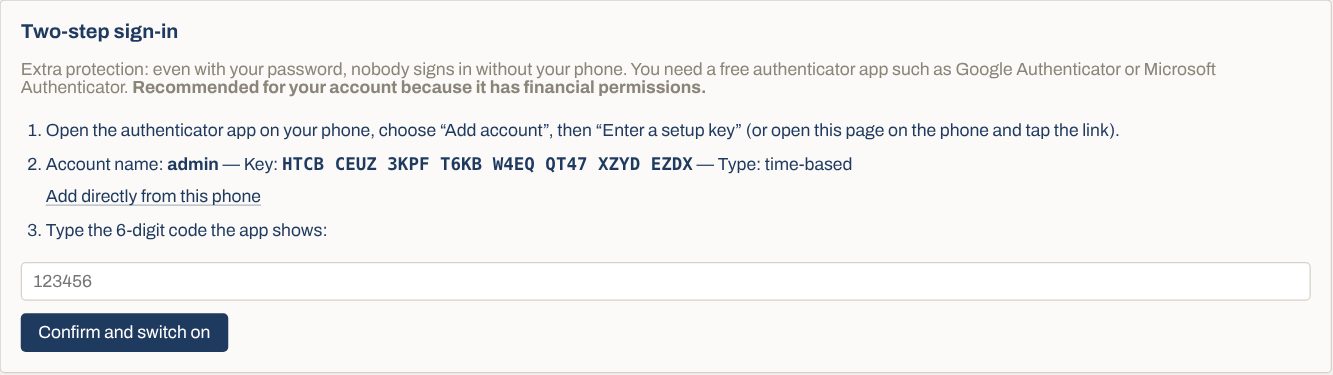 Two-step sign-in
Extra protection: even with your password, nobody signs in without your phone. You need a free authenticator app such as Google Authenticator or Microsoft
Authenticator. Recommended for your account because it has financial permissions.
1. Open the authenticator app on your phone, choose “Add account”, then “Enter a setup key” (or open this page on the phone and tap the link).
2. Account name: admin — Key: HTCB CEUZ 3KPF T6KB W4EQ QT47 XZYD EZDX — Type: time-based
Add directly from this phone
3. Type the 6-digit code the app shows:
123456
Confirm and switch on